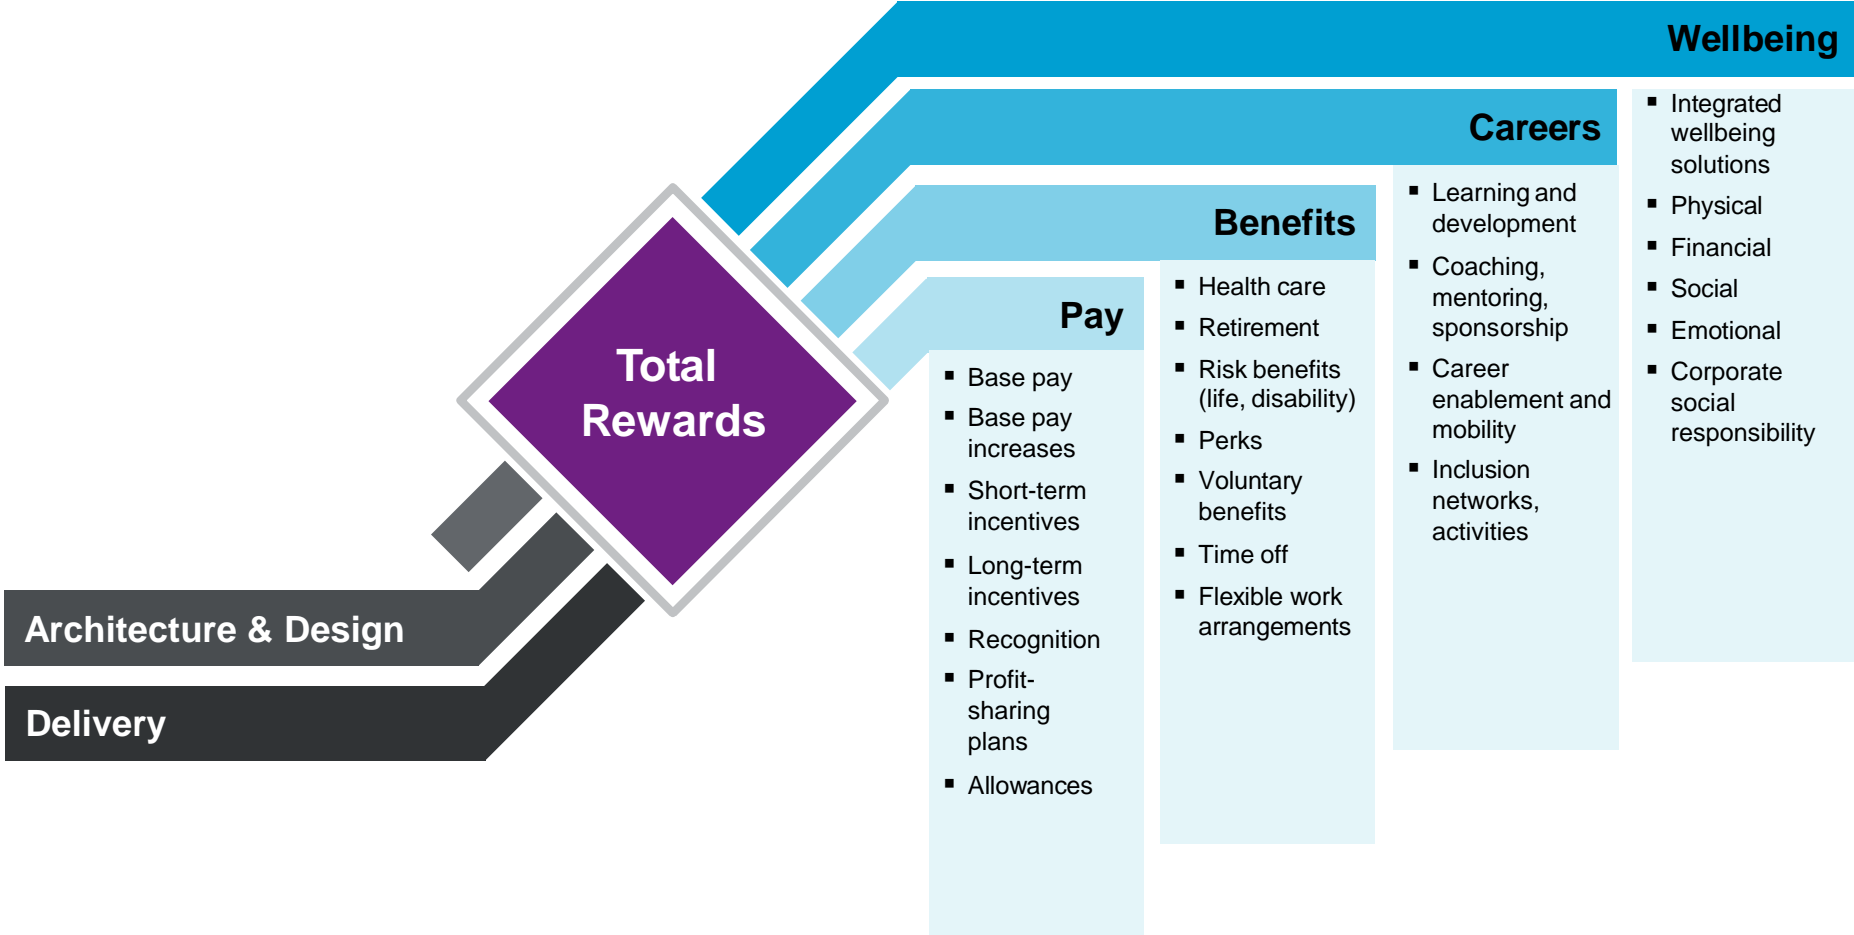 Wellbeing
▪ Integrated
wellbeing
solutions
▪ Physical
▪ Financial
▪ Social
▪ Emotional
▪ Corporate
social
responsibility
Careers
▪ Learning and
development
▪ Coaching,
mentoring,
sponsorship
▪ Career
enablement and
mobility
▪ Inclusion
networks,
activities
Benefits
▪ Health care
▪ Retirement
▪ Risk benefits
(life, disability)
▪ Perks
▪ Voluntary
benefits
▪ Time off
▪ Flexible work
arrangements
Pay
▪ Base pay
▪ Base pay
increases
▪ Short-term
incentives
▪ Long-term
incentives
▪ Recognition
▪ Profit-
sharing
plans
▪ Allowances
Total
Rewards
Architecture & Design
Delivery